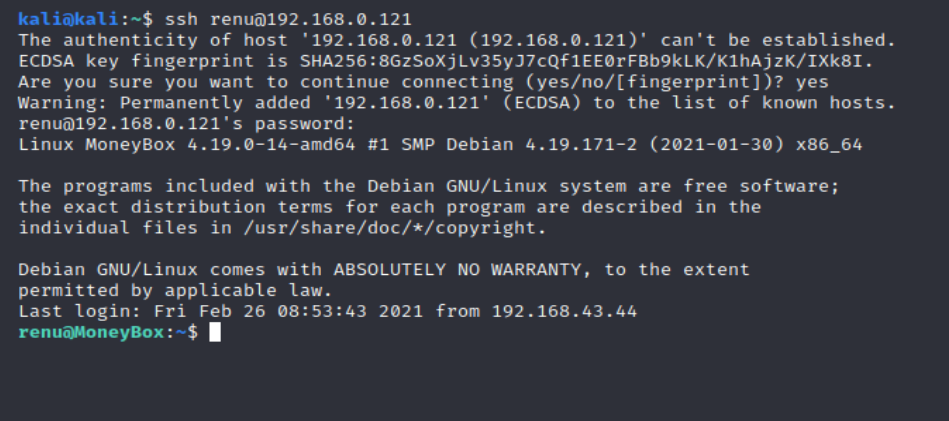 kali@kali:~$ ssh renu@192.168.0.121
The authenticity of host '192.168.0.121 (192.168.0.121)' can't be established.
ECDSA key fingerprint is SHA256:8GzSoXjLv35yJ7cQf1EE0rFBb9kLK/K1hAjzK/IXk8I.
Are you sure you want to continue connecting (yes/no/[fingerprint])? yes
Warning: Permanently added '192.168.0.121' (ECDSA) to the list of known hosts.
renu@192.168.0.121's password:
Linux MoneyBox 4.19.0-14-amd64 #1 SMP Debian 4.19.171-2 (2021-01-30) x86_64
The programs included with the Debian GNU/Linux system are free software;
the exact distribution terms for each program are described in the
individual files in /usr/share/doc/*/copyright.
Debian GNU/Linux comes with ABSOLUTELY NO WARRANTY, to the extent
permitted by applicable law.
Last login: Fri Feb 26 08:53:43 2021 from 192.168.43.44
renu@MoneyBox:~$